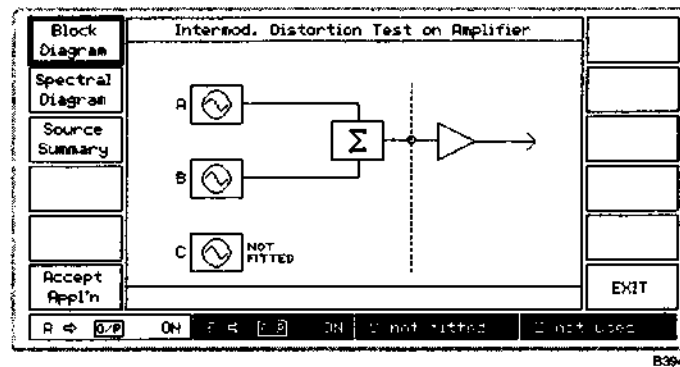 Block
Diagram
Intermod. Distortion Test on Amplifier
Spectral
Diagram
Source
Summary
A
Σ
B
C
NOT
FITTED
Accept
Appl'n
EXIT
A ⇨ O/P ON
ON
not fitted
not used
B394